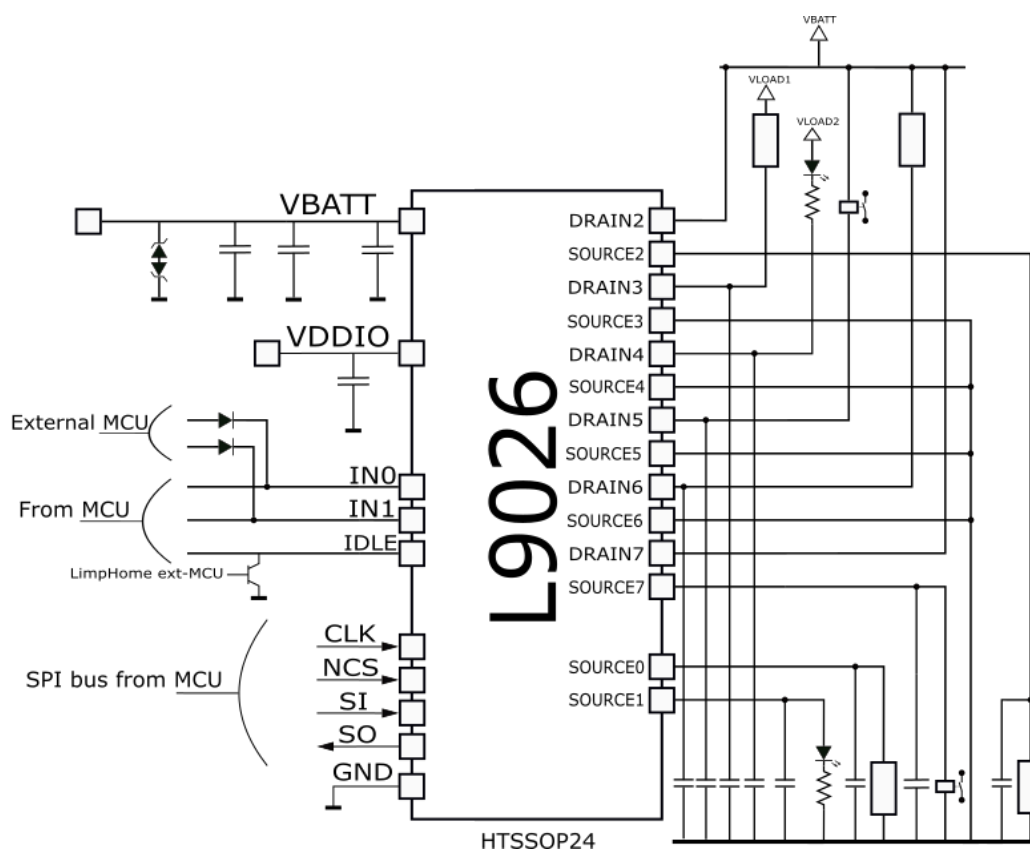 VBATT
VLOAD1
VLOAD2
VBATT
VDDIO
External MCU
From MCU
IN0
IN1
IDLE
LimpHome ext-MCU
SPI bus from MCU
CLK
NCS
SI
SO
GND
L9026
DRAIN2
SOURCE2
DRAIN3
SOURCE3
DRAIN4
SOURCE4
DRAIN5
SOURCE5
DRAIN6
SOURCE6
DRAIN7
SOURCE7
SOURCE0
SOURCE1
HTSSOP24